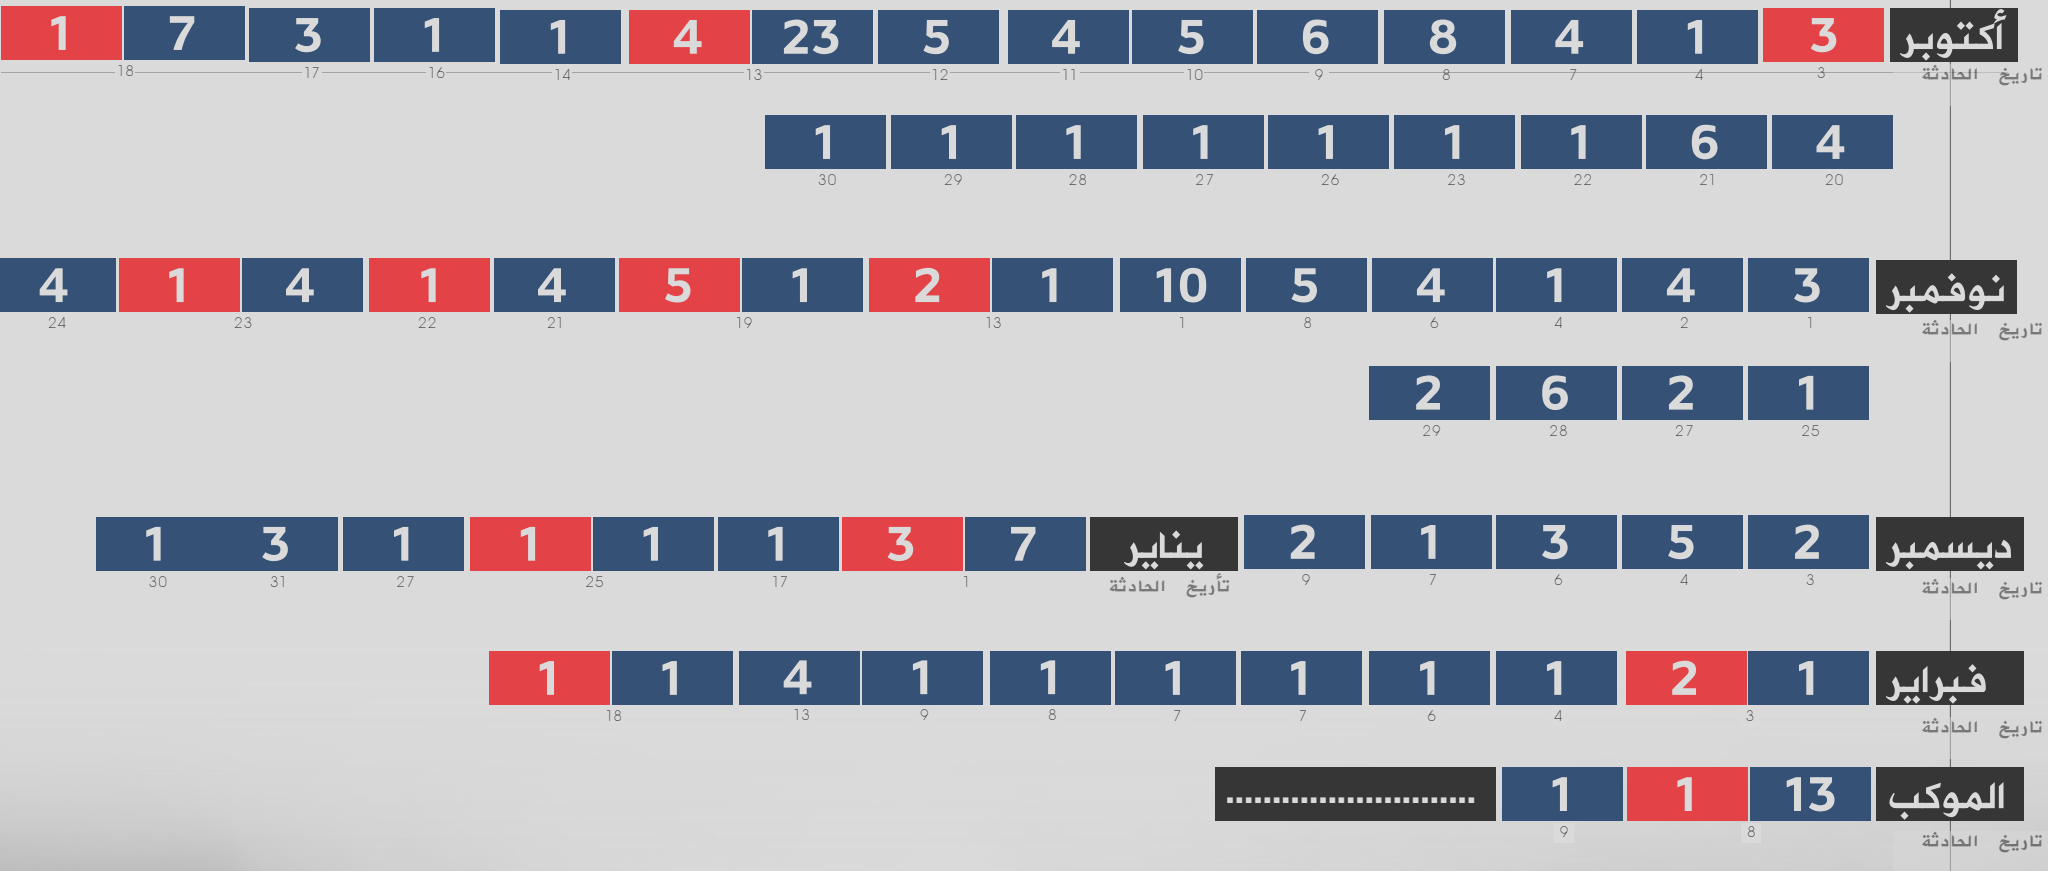 أكتوبر 3 1 4 8 6 5 4 5 23 4 1 1 3 7 1
تاريخ الحادثة 3 4 7 8 9 10 11 12 13 14 16 17 18
4 6 1 1 1 1 1 1 1
20 21 22 23 26 27 28 29 30
نوفمبر 3 4 1 4 5 10 1 2 1 5 4 1 4 1 4
تاريخ الحادثة 1 2 4 6 8 1 13 19 21 22 23 24
1 2 6 2
25 27 28 29
ديسمبر 2 5 3 1 2 يناير 7 3 1 1 1 1 3 1
تاريخ الحادثة 3 4 6 7 9 تأريخ الحادثة 1 17 25 27 31 30
فبراير 1 2 1 1 1 1 1 1 4 1 1
تاريخ الحادثة 3 4 6 7 7 8 9 13 18
الموكب 13 1 1 ..........................
تاريخ الحادثة 8 9